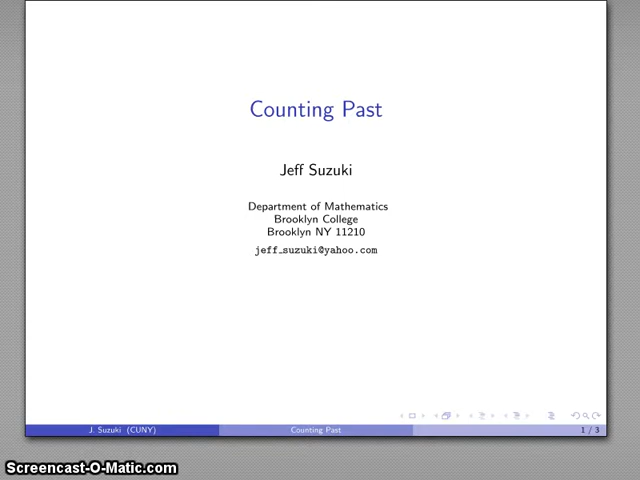 Counting Past
Jeff Suzuki
Department of Mathematics
Brooklyn College
Brooklyn NY 11210
jeff_suzuki@yahoo.com
J. Suzuki (CUNY)
Counting Past
1 / 3
Screencast-O-Matic.com